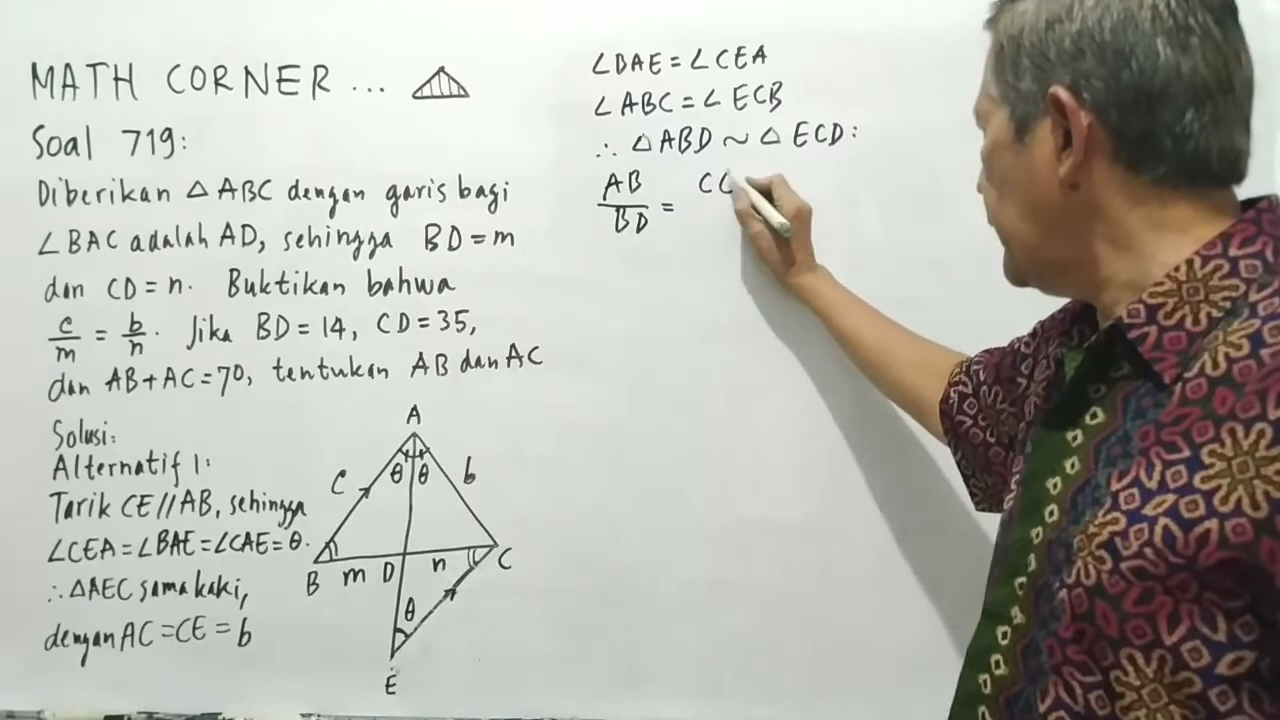 MATH CORNER ...
Soal 719:
Diberikan △ABC dengan garis bagi
∠BAC adalah AD, sehingga BD = m
dan CD = n. Buktikan bahwa
c/m = b/n. Jika BD = 14, CD = 35,
dan AB + AC = 70, tentukan AB dan AC
Solusi:
Alternatif 1:
Tarik CE // AB, sehingga
∠CEA = ∠BAE = ∠CAE = θ.
∴ △AEC sama kaki,
dengan AC = CE = b
A
θ θ
c
b
B
m
D
n
C
θ
E
∠BAE = ∠CEA
∠ABC = ∠ECB
∴ △ABD ~ △ECD:
AB/BD = CC